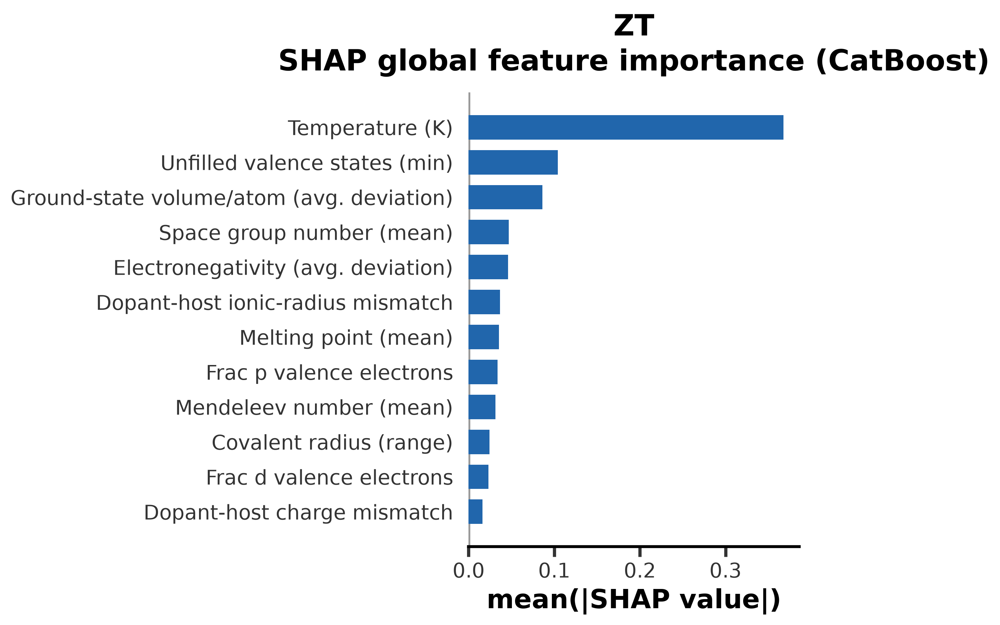 ZT
SHAP global feature importance (CatBoost)
Temperature (K)
Unfilled valence states (min)
Ground-state volume/atom (avg. deviation)
Space group number (mean)
Electronegativity (avg. deviation)
Dopant-host ionic-radius mismatch
Melting point (mean)
Frac p valence electrons
Mendeleev number (mean)
Covalent radius (range)
Frac d valence electrons
Dopant-host charge mismatch
0.0 0.1 0.2 0.3
mean(|SHAP value|)